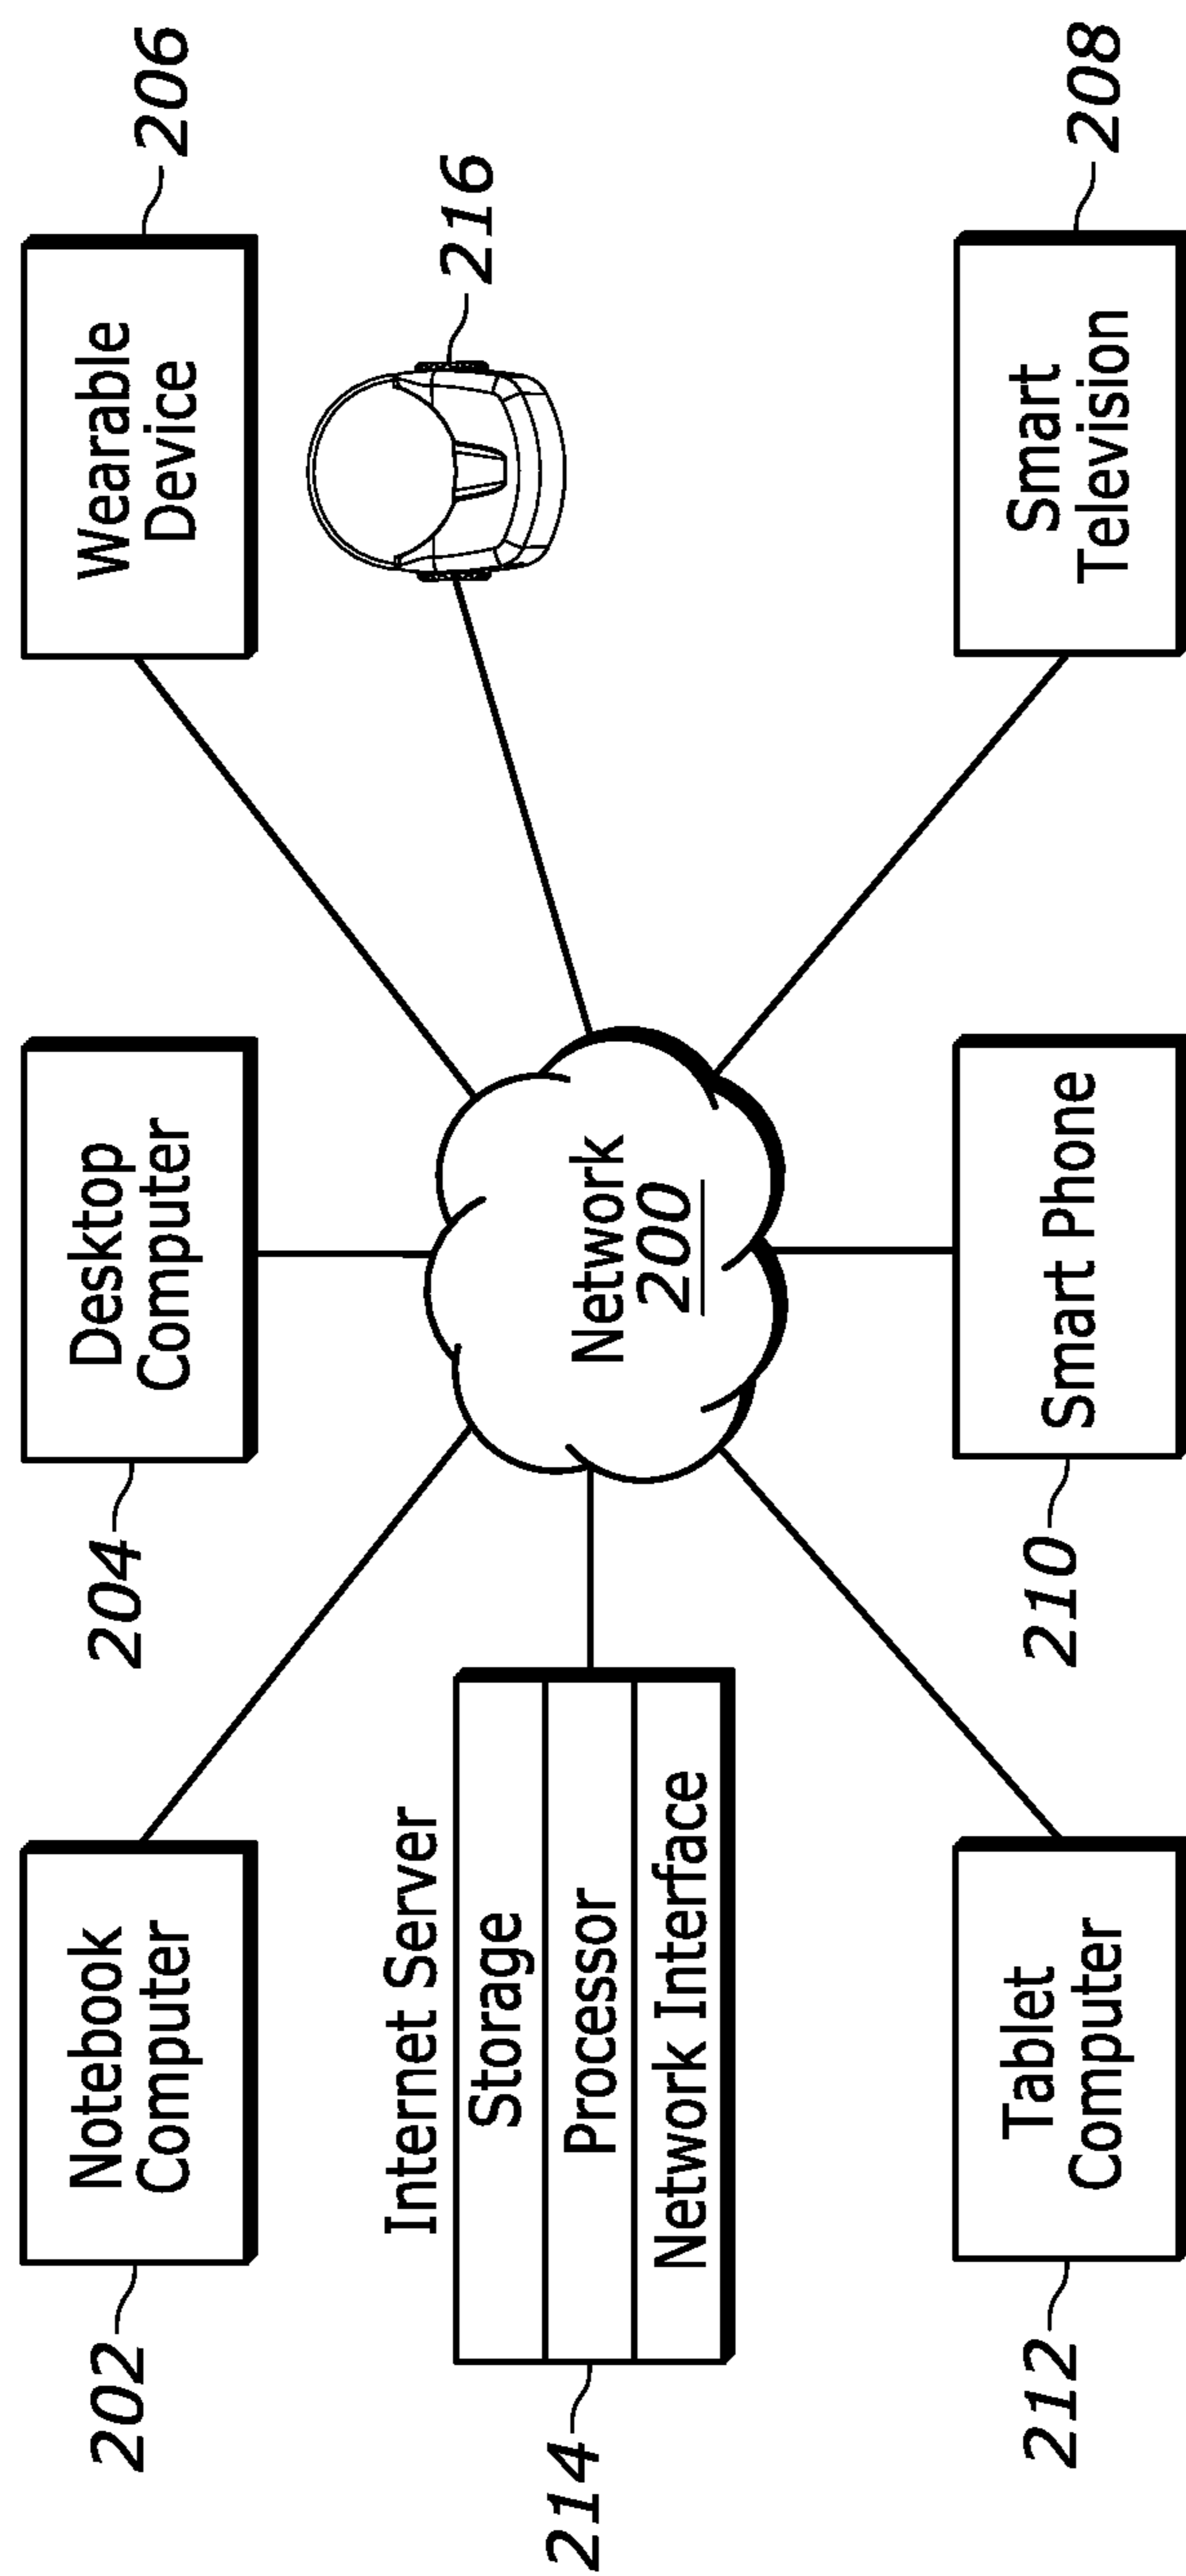 202
Notebook
Computer
204
Desktop
Computer
Wearable
Device
206
Internet Server
214
Storage
Processor
Network Interface
Network
200
216
212
Tablet
Computer
210
Smart Phone
Smart
Television
208